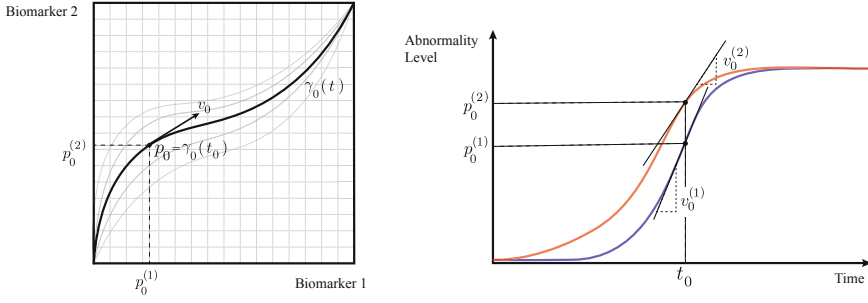 Biomarker 2
γ₀(t)
v₀
p₀=γ₀(t₀)
p₀⁽²⁾
p₀⁽¹⁾
Biomarker 1
Abnormality
Level
v₀⁽²⁾
p₀⁽²⁾
p₀⁽¹⁾
v₀⁽¹⁾
t₀
Time